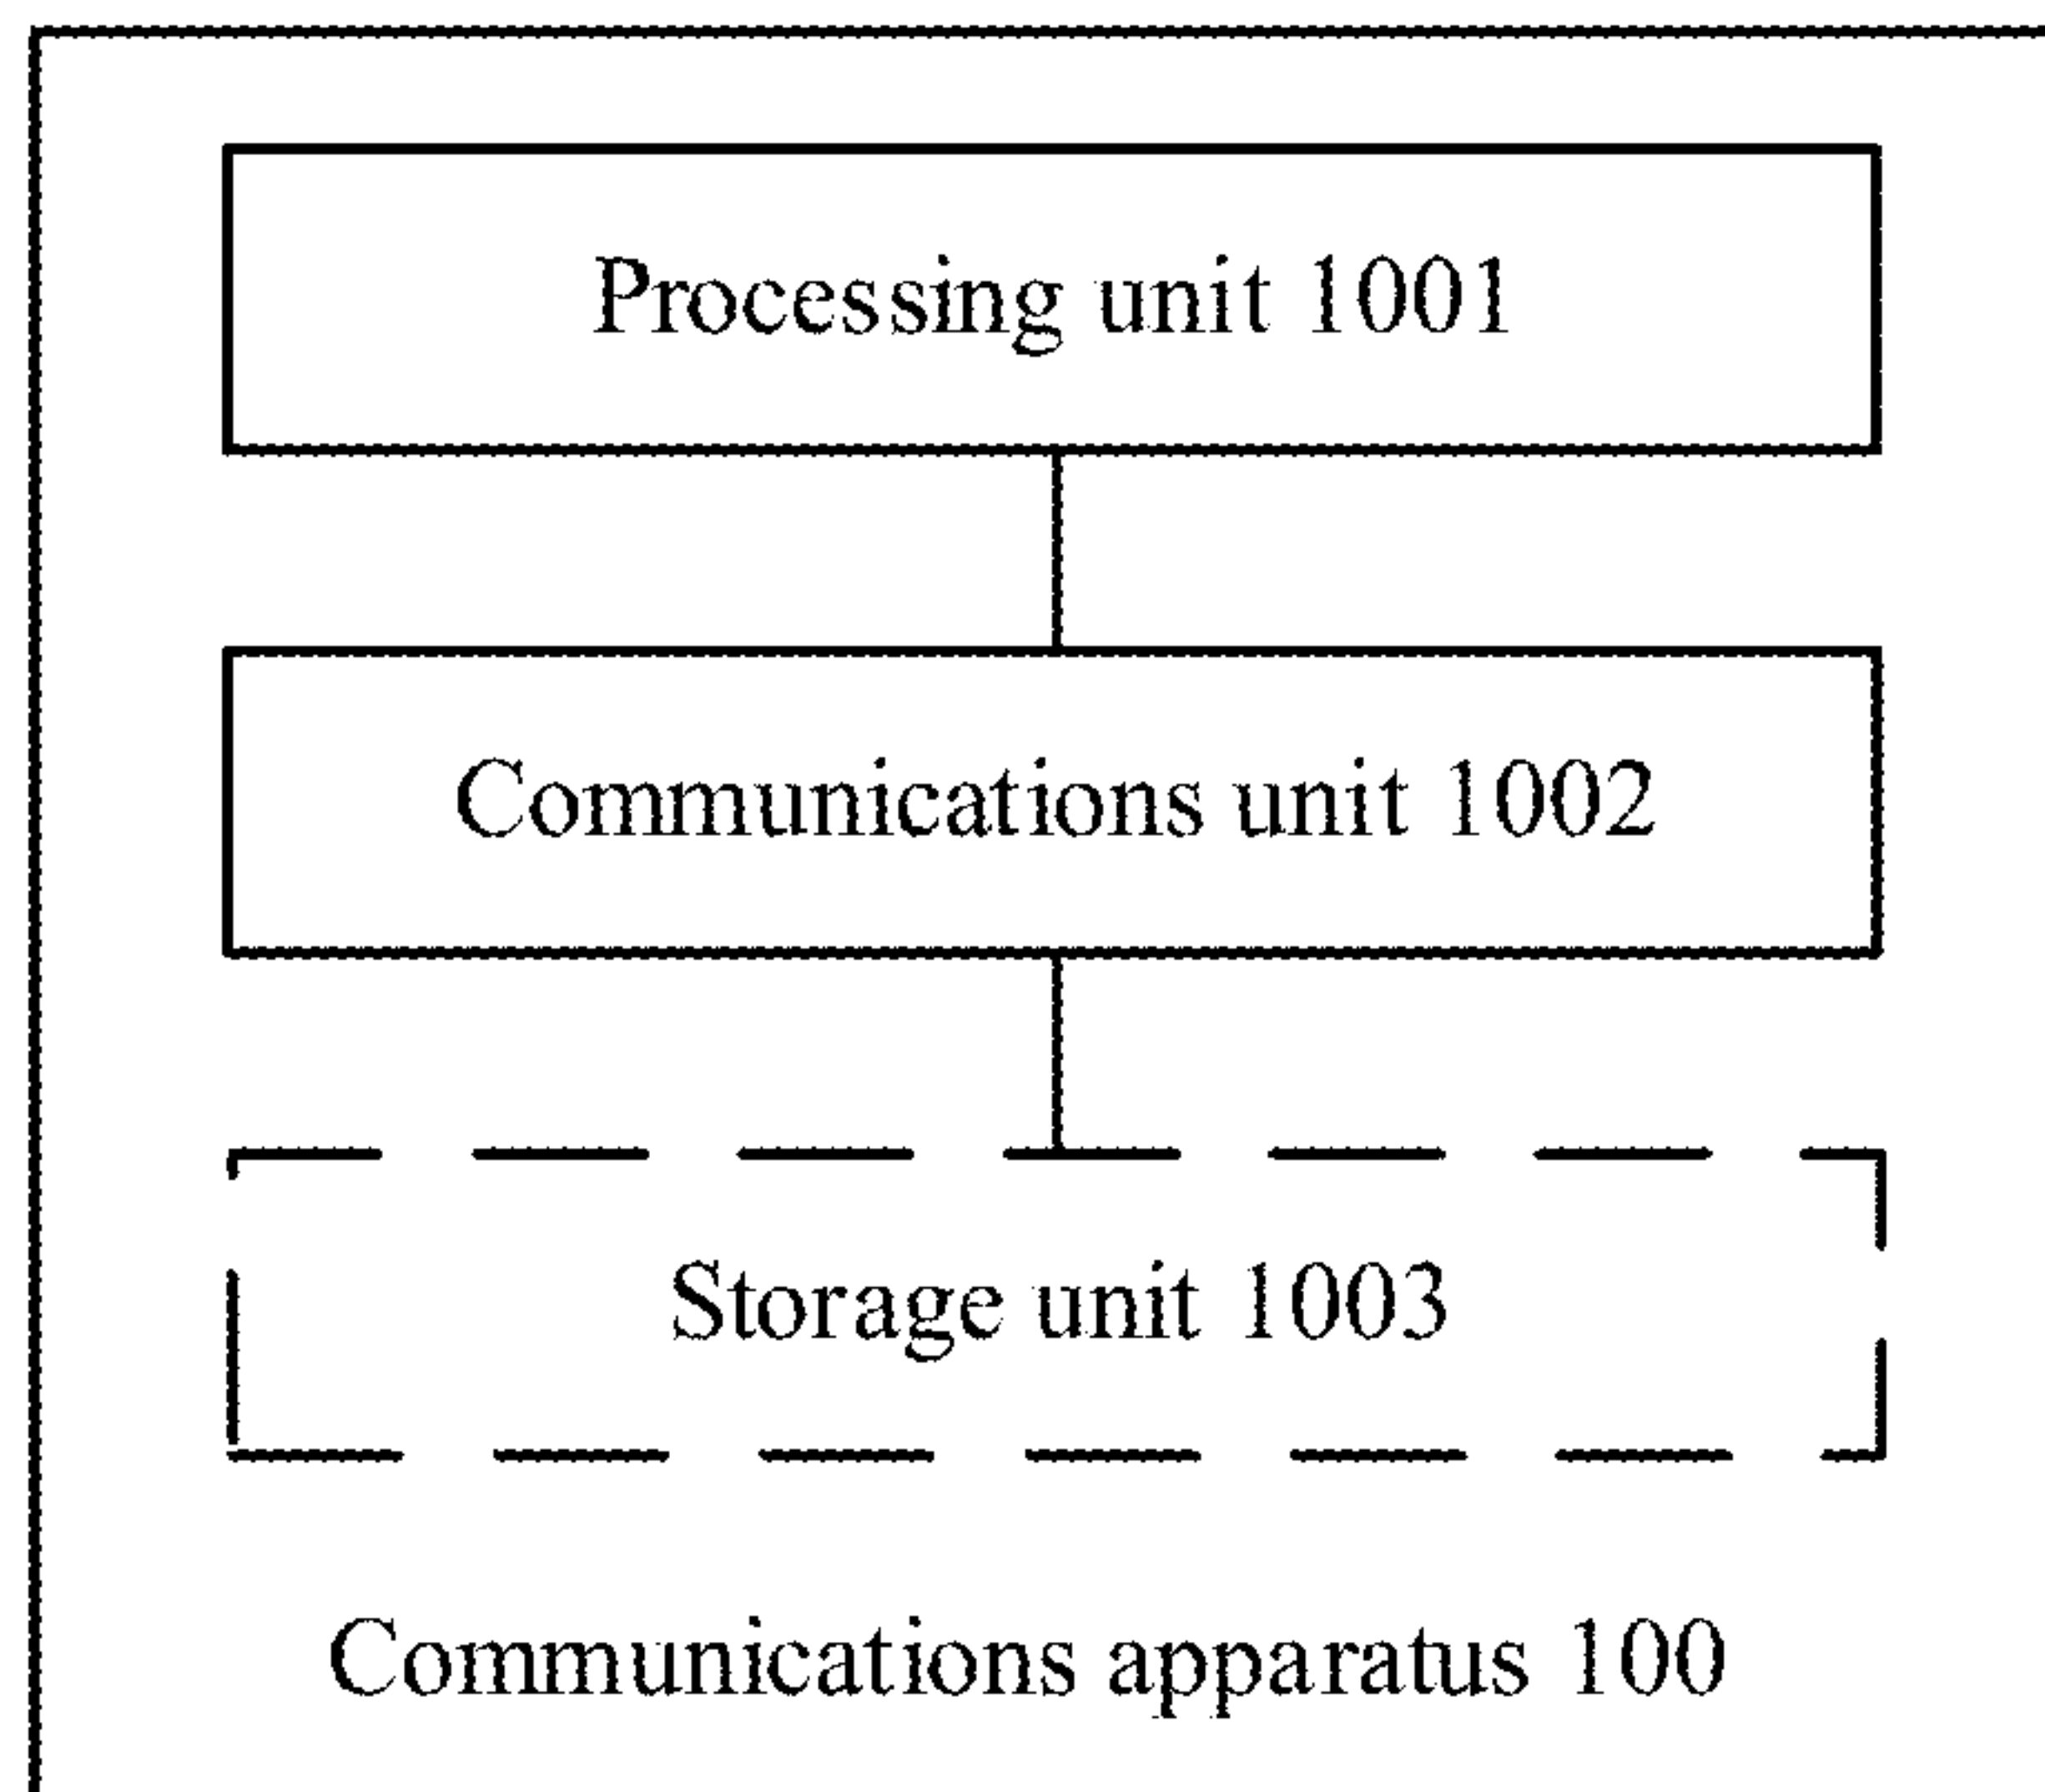 Processing unit 1001
Communications unit 1002
Storage unit 1003
Communications apparatus 100